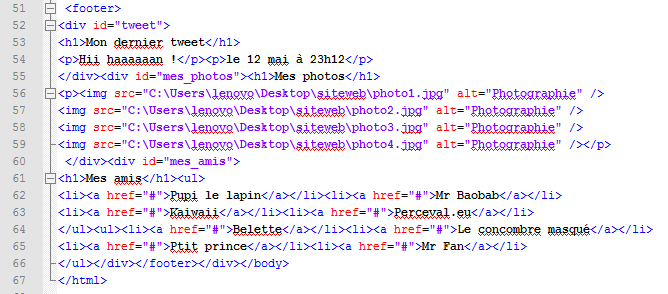 51 <footer>
52 <div id="tweet">
53 <h1>Mon dernier tweet</h1>
54 <p>Hii haaaaaan !</p><p>le 12 mai à 23h12</p>
55 </div><div id="mes_photos"><h1>Mes photos</h1>
56 <p><img src="C:\Users\lenovo\Desktop\siteweb\photo1.jpg" alt="Photographie" />
57 <img src="C:\Users\lenovo\Desktop\siteweb\photo2.jpg" alt="Photographie" />
58 <img src="C:\Users\lenovo\Desktop\siteweb\photo3.jpg" alt="Photographie" />
59 <img src="C:\Users\lenovo\Desktop\siteweb\photo4.jpg" alt="Photographie" /></p>
60 </div><div id="mes_amis">
61 <h1>Mes amis</h1><ul>
62 <li><a href="#">Pupi le lapin</a></li><li><a href="#">Mr Baobab</a></li>
63 <li><a href="#">Kaiwaii</a></li><li><a href="#">Perceval.eu</a></li>
64 </ul><ul><li><a href="#">Belette</a></li><li><a href="#">Le concombre masqué</a></li>
65 <li><a href="#">Ptit prince</a></li><li><a href="#">Mr Fan</a></li>
66 </ul></div></footer></div></body>
67 </html>